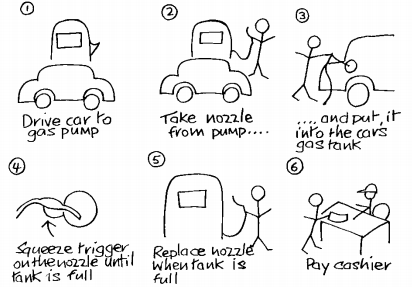 1
Drive car to
gas pump
2
Take nozzle
from pump....
3
....and put, it
into the cars
gas tank
4
Squeeze trigger
on the nozzle until
tank is full
5
Replace nozzle
when tank is
full
6
Pay cashier